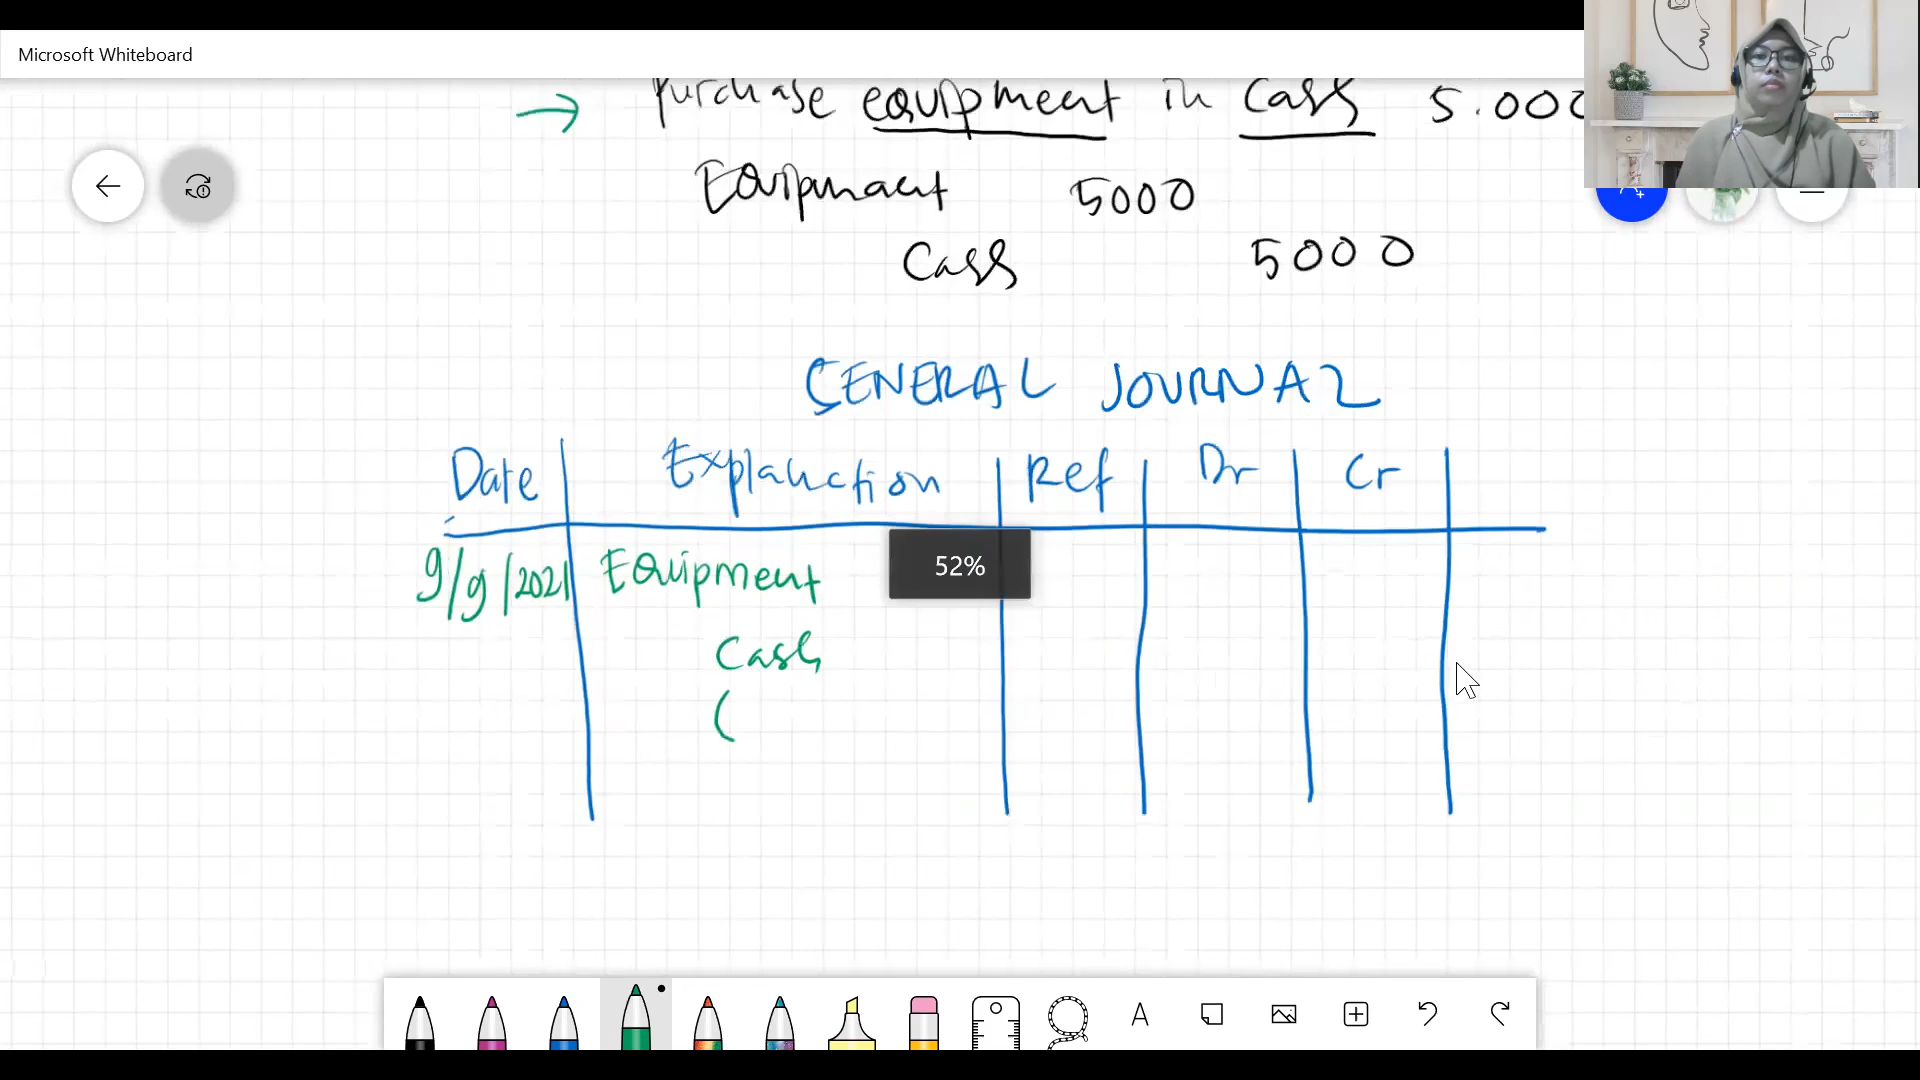 Microsoft Whiteboard
→ Purchase equipment in Cash 5.000
Equipment 5000
Cash 5000
GENERAL JOURNAL
Date Explanation Ref Dr Cr
9/9/2021 Equipment
52%
Cash
(
A